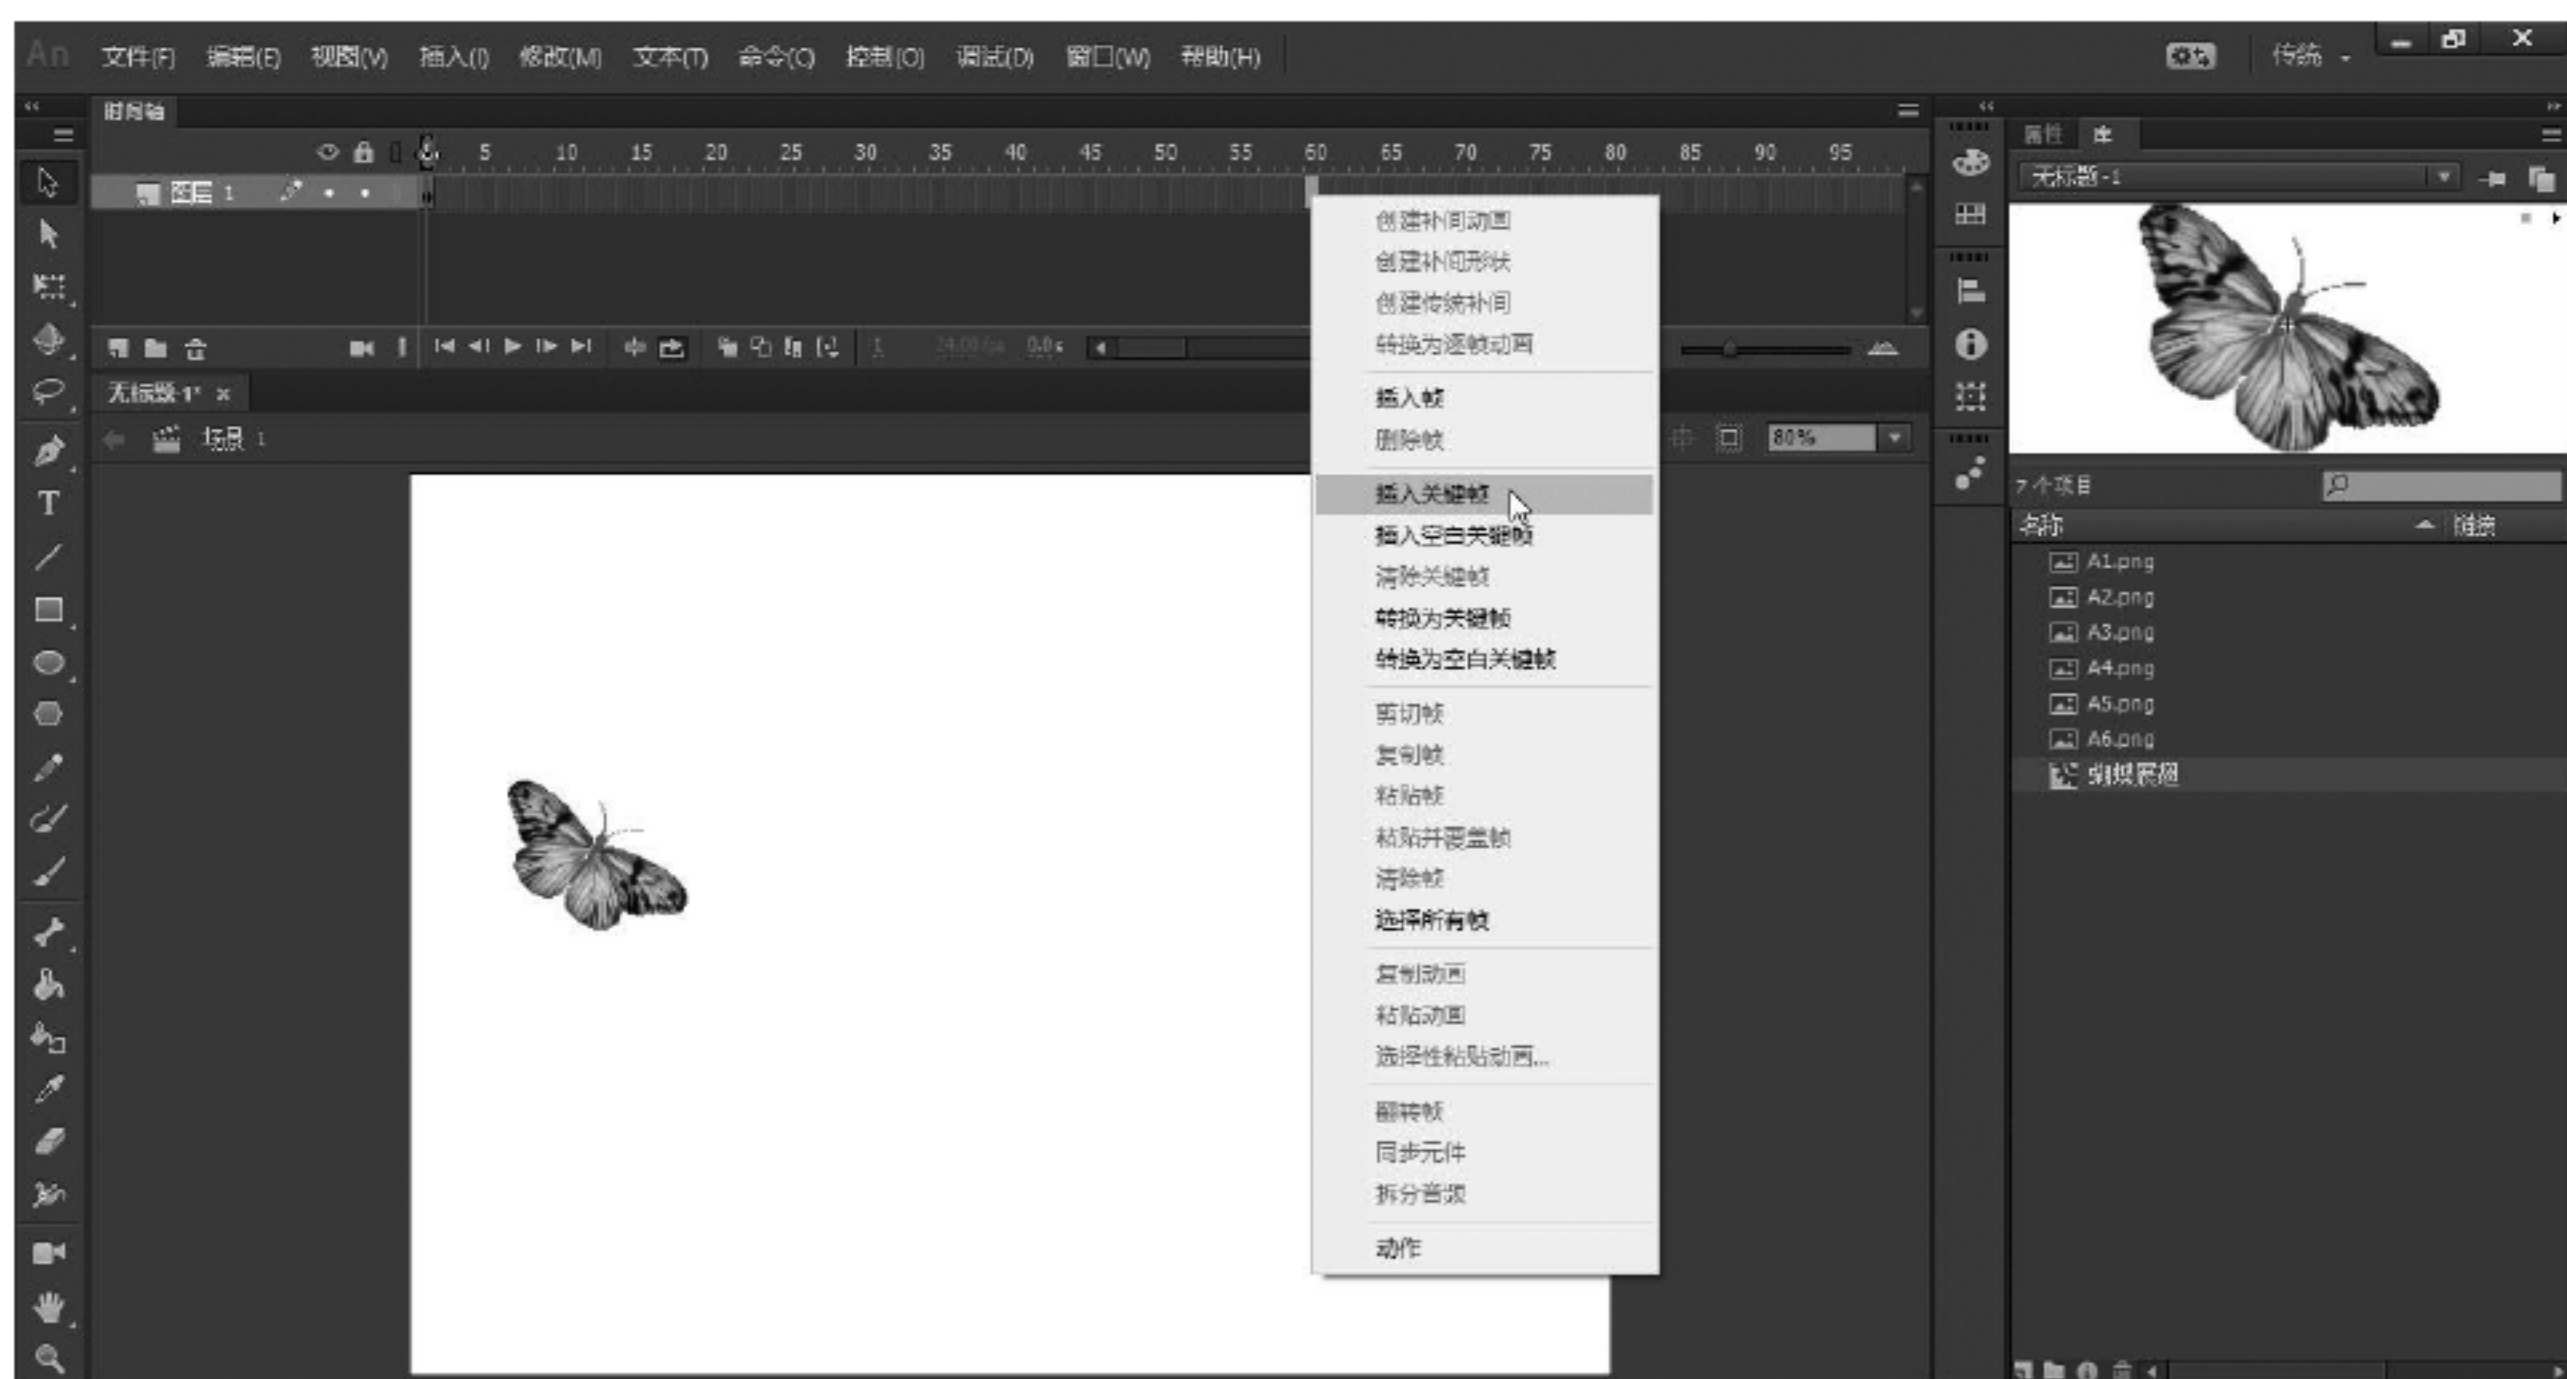 An 文件(F) 编辑(E) 视图(V) 插入(I) 修改(M) 文本(T) 命令(C) 控制(O) 调试(D) 窗口(W) 帮助(H) 传统
时间轴
5 10 15 20 25 30 35 40 45 50 55 60 65 70 75 80 85 90 95
图层 1
1 24.00 fps 0.0 s
无标题-1* x
场景 1
80%
创建补间动画
创建补间形状
创建传统补间
转换为逐帧动画
插入帧
删除帧
插入关键帧
插入空白关键帧
清除关键帧
转换为关键帧
转换为空白关键帧
剪切帧
复制帧
粘贴帧
粘贴并覆盖帧
清除帧
选择所有帧
复制动画
粘贴动画
选择性粘贴动画...
翻转帧
同步元件
拆分音频
动作
属性 库
无标题-1
7个项目
名称 链接
A1.png
A2.png
A3.png
A4.png
A5.png
A6.png
蝴蝶展翅